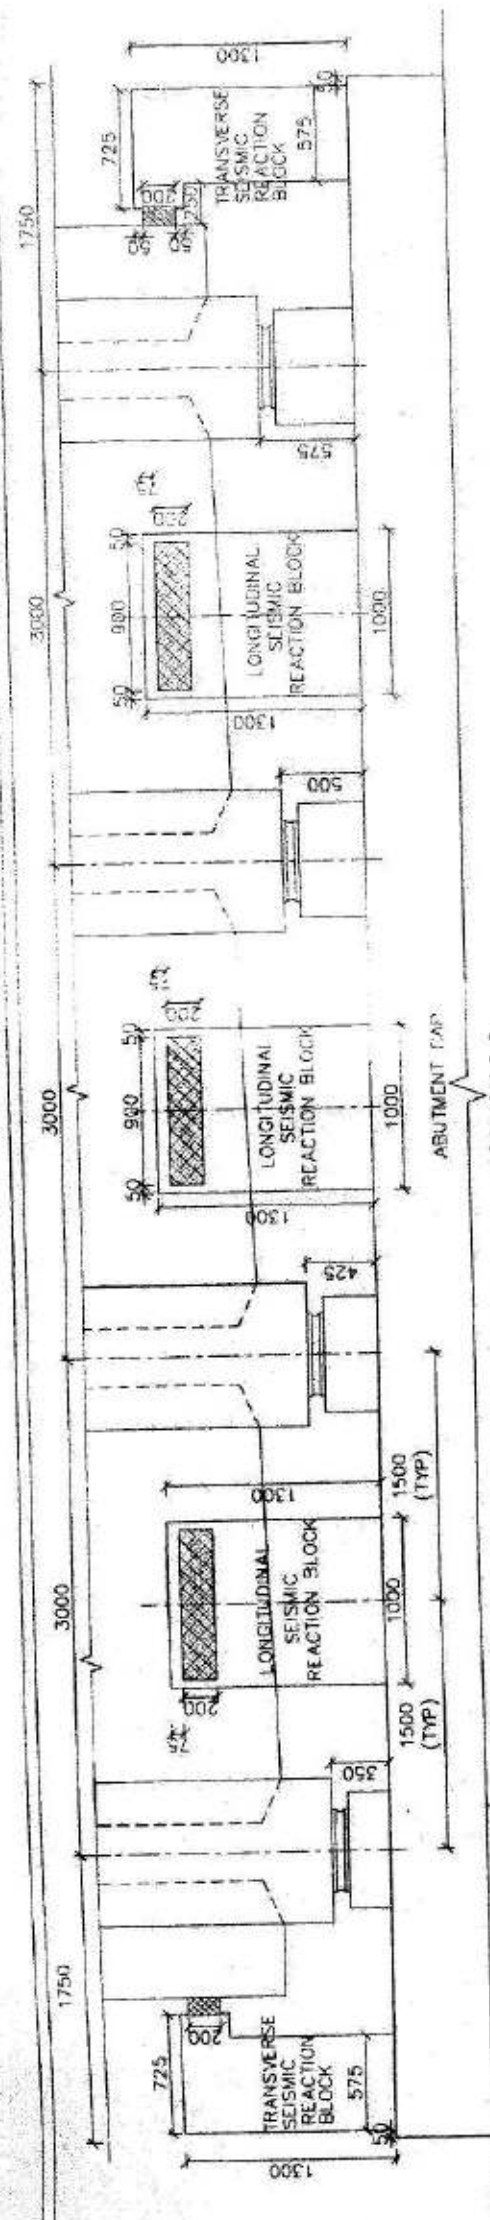 1300
50
725
TRANSVERSE
SEISMIC
REACTION
BLOCK
575
200
250
50
50
1750
575
3000
200
50
900
50
LONGITUDINAL
SEISMIC
REACTION BLOCK
1000
1300
500
3000
200
50
900
50
LONGITUDINAL
SEISMIC
REACTION BLOCK
1000
1300
ABUTMENT CAP
425
3000
1300
LONGITUDINAL
SEISMIC
REACTION BLOCK
1000
1500
(TYP)
1500
(TYP)
200
350
1750
725
200
TRANSVERSE
SEISMIC
REACTION
BLOCK
575
50
1300